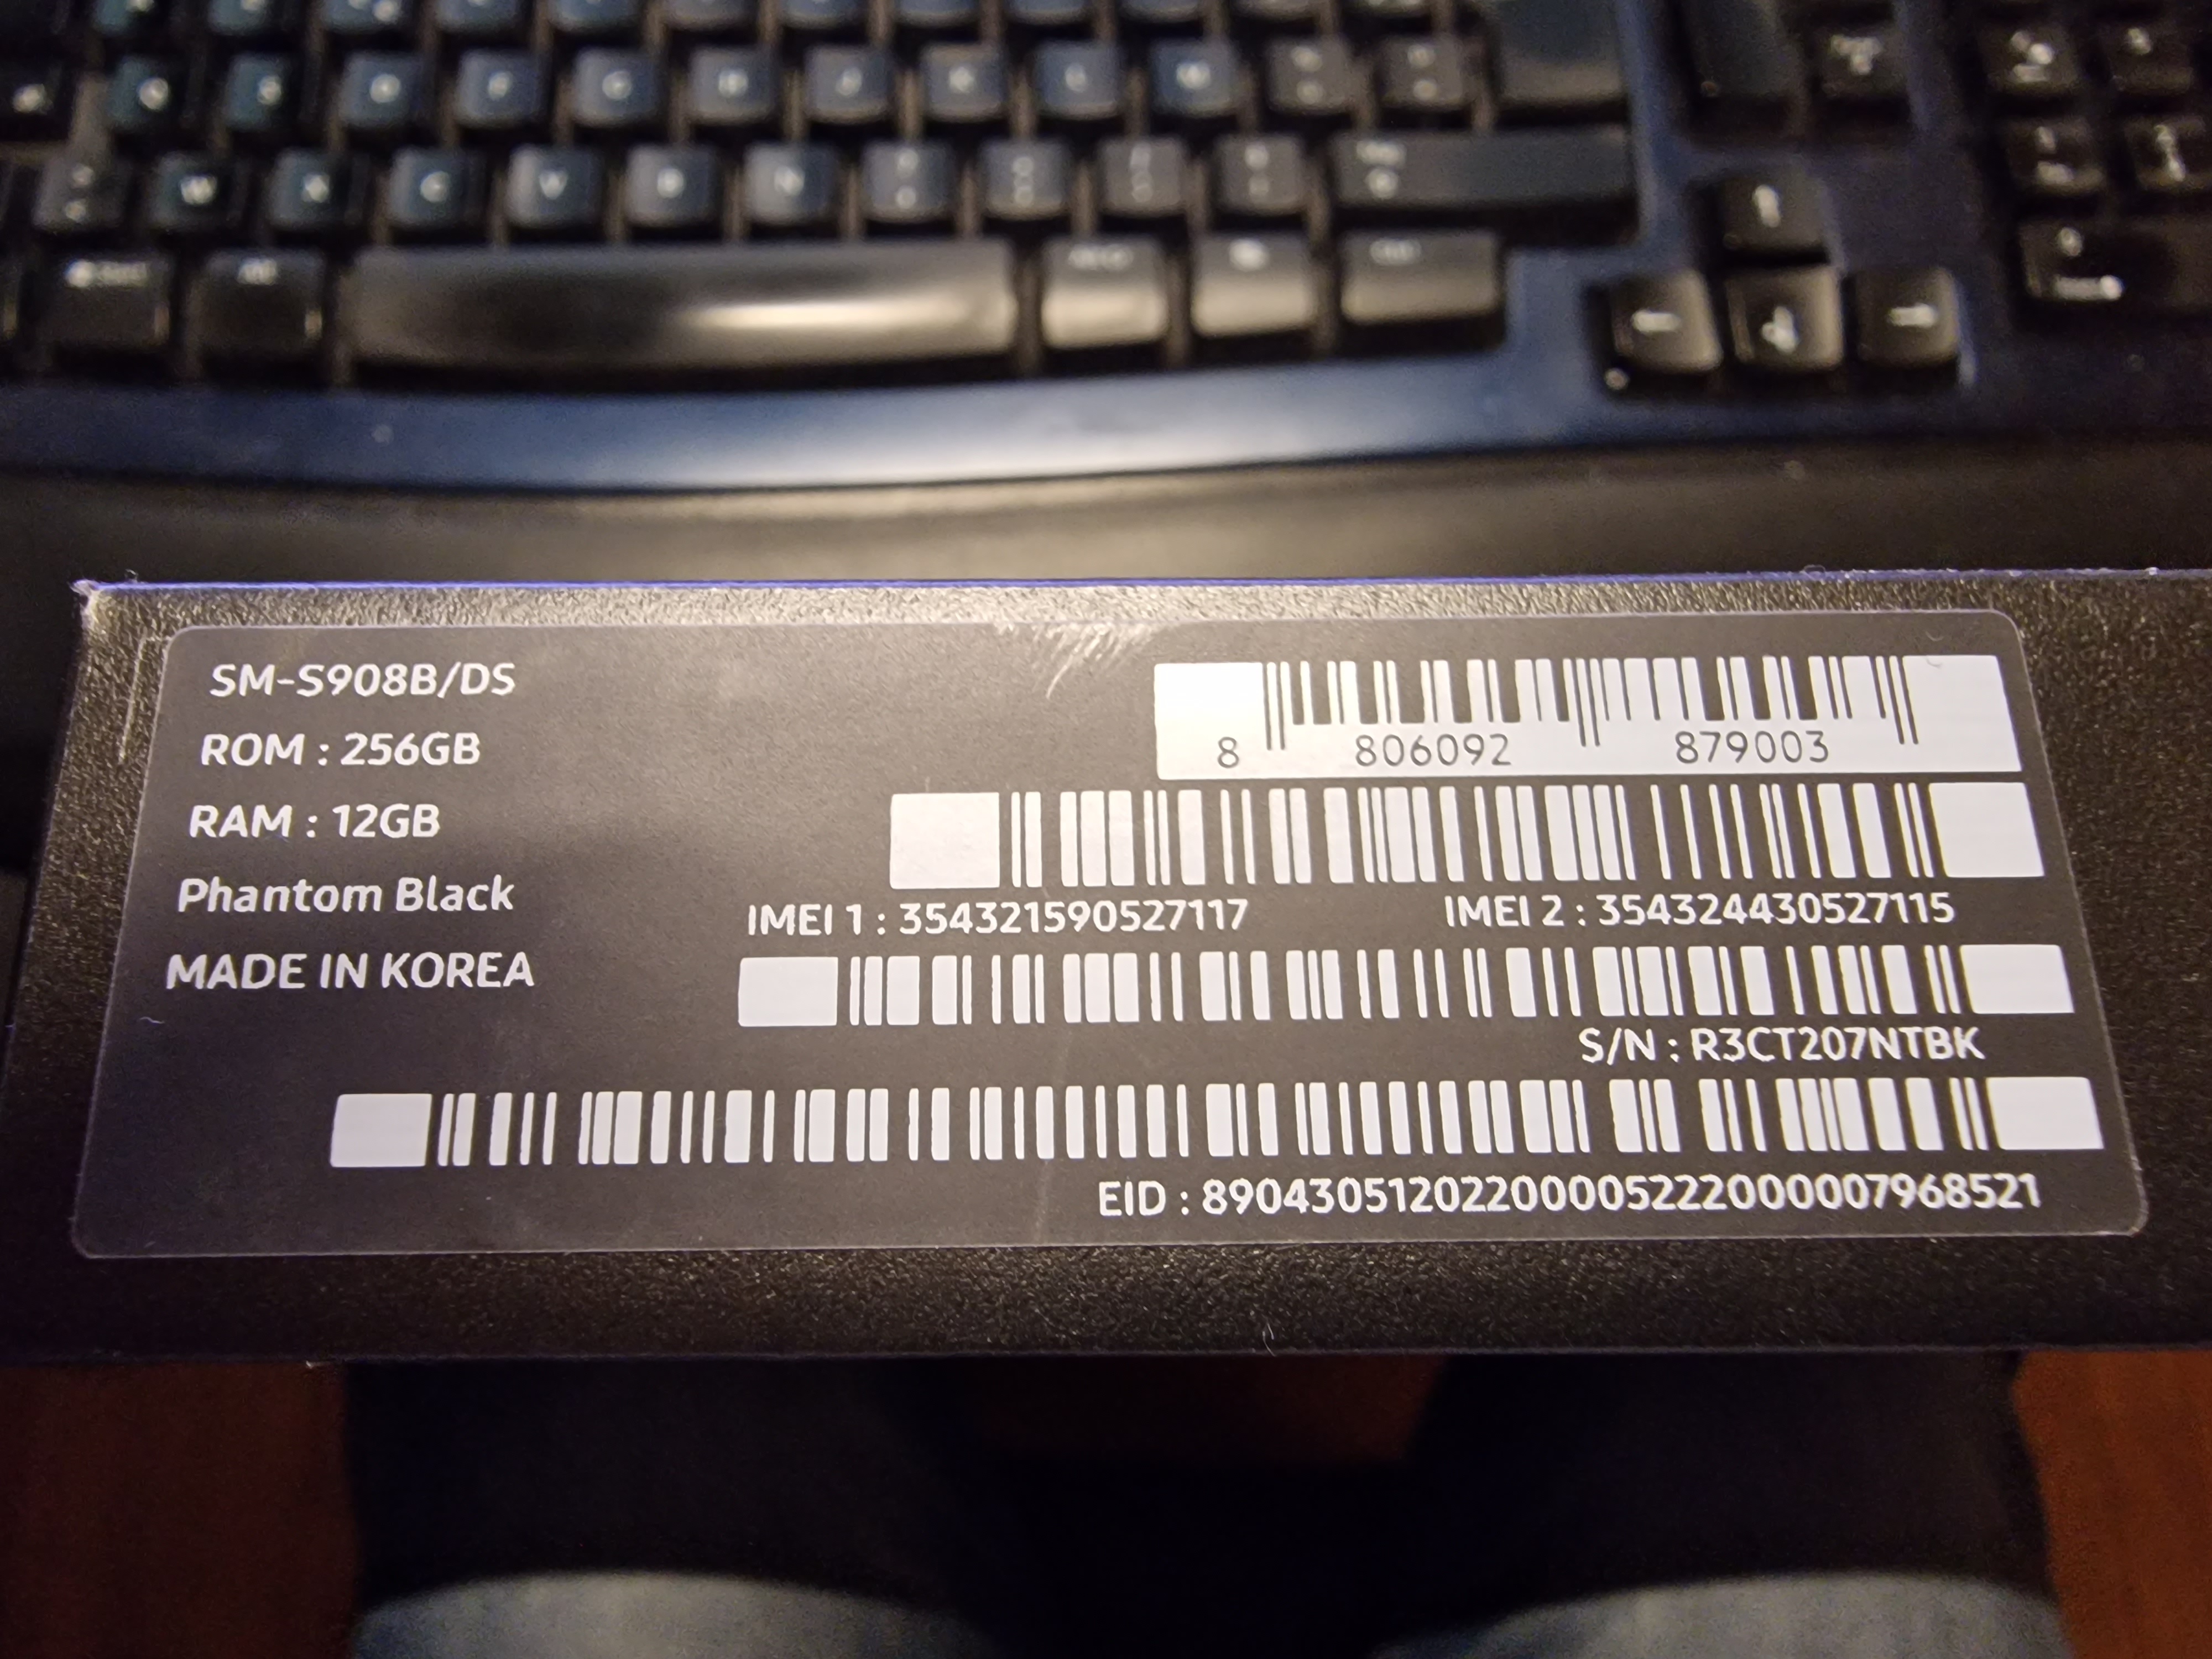 SM-S908B/DS
ROM : 256GB
RAM : 12GB
Phantom Black
MADE IN KOREA
8 806092 879003
IMEI 1 : 354321590527117 IMEI 2 : 354324430527115
S/N : R3CT207NTBK
EID : 89043051202200005222000007968521